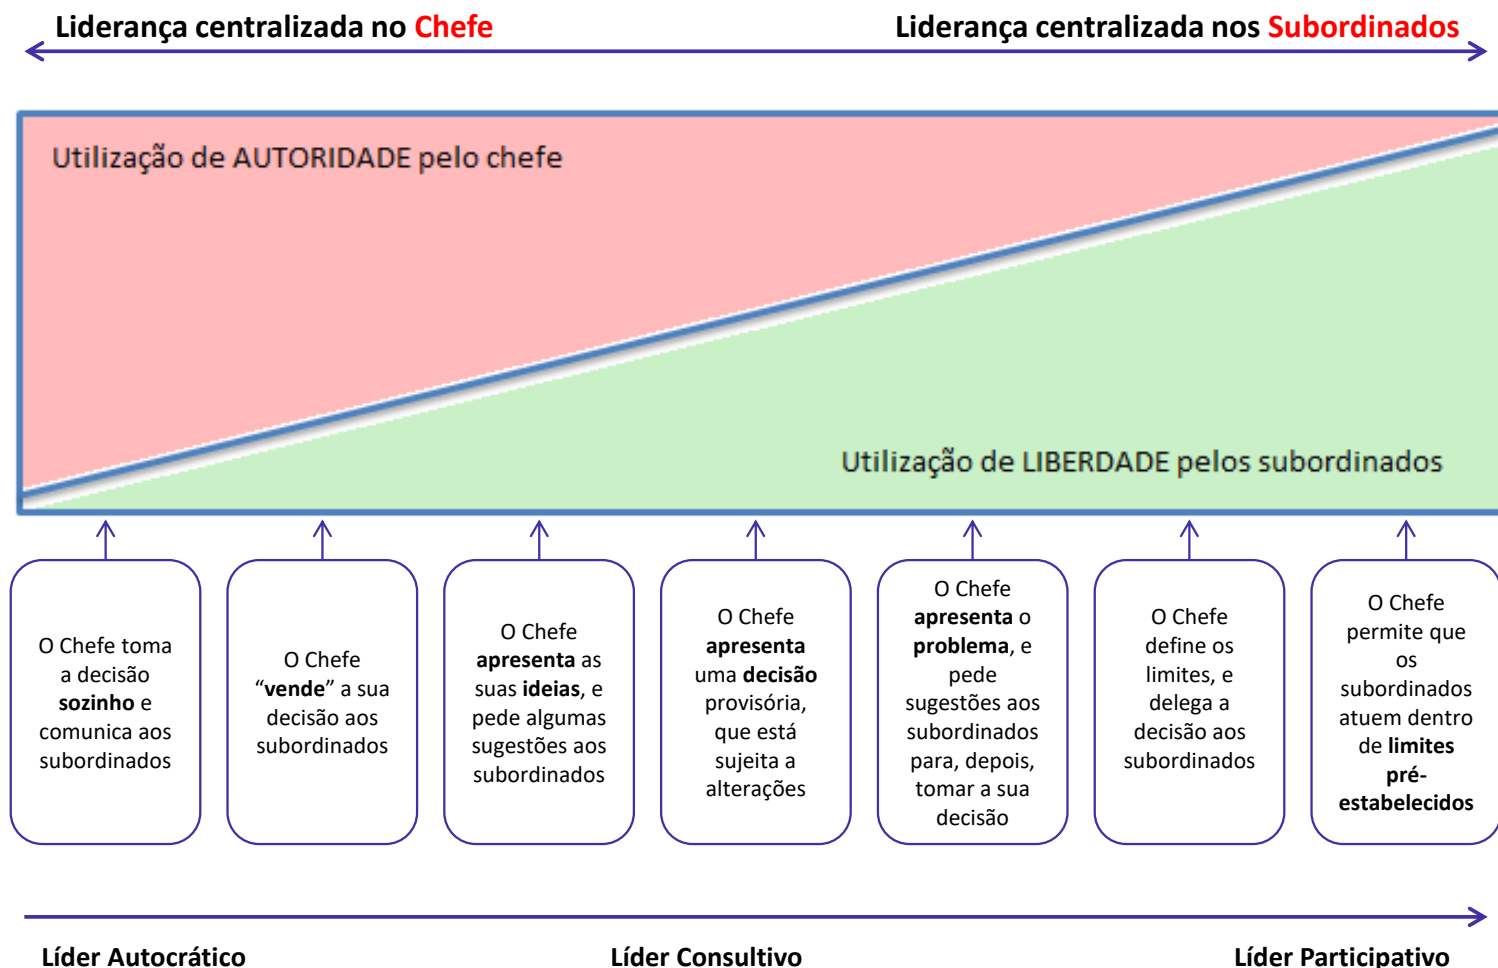 Liderança centralizada no Chefe
Liderança centralizada nos Subordinados
Utilização de AUTORIDADE pelo chefe
Utilização de LIBERDADE pelos subordinados
O Chefe toma
a decisão
sozinho e
comunica aos
subordinados
O Chefe
“vende” a sua
decisão aos
subordinados
O Chefe
apresenta as
suas ideias, e
pede algumas
sugestões aos
subordinados
O Chefe
apresenta
uma decisão
provisória,
que está
sujeita a
alterações
O Chefe
apresenta o
problema, e
pede
sugestões aos
subordinados
para, depois,
tomar a sua
decisão
O Chefe
define os
limites, e
delega a
decisão aos
subordinados
O Chefe
permite que
os
subordinados
atuem dentro
de limites
pré-
estabelecidos
Líder Autocrático
Líder Consultivo
Líder Participativo